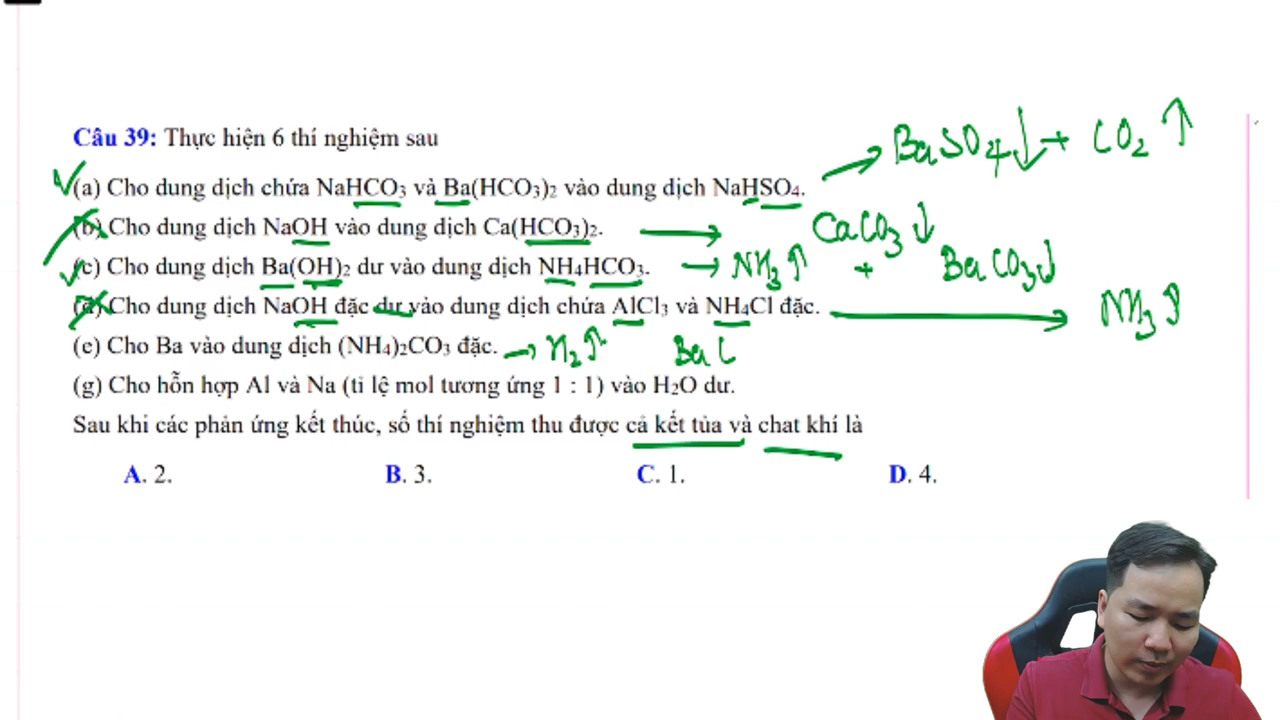 Câu 39: Thực hiện 6 thí nghiệm sau
(a) Cho dung dịch chứa NaHCO3 và Ba(HCO3)2 vào dung dịch NaHSO4. → BaSO4↓ + CO2↑
(b) Cho dung dịch NaOH vào dung dịch Ca(HCO3)2. → CaCO3↓
(c) Cho dung dịch Ba(OH)2 dư vào dung dịch NH4HCO3. → NH3↑ + BaCO3↓
(d) Cho dung dịch NaOH đặc dư vào dung dịch chứa AlCl3 và NH4Cl đặc. → NH3↑
(e) Cho Ba vào dung dịch (NH4)2CO3 đặc. → H2↑ Ba C
(g) Cho hỗn hợp Al và Na (tỉ lệ mol tương ứng 1 : 1) vào H2O dư.
Sau khi các phản ứng kết thúc, số thí nghiệm thu được cả kết tủa và chat khí là
A. 2. B. 3. C. 1. D. 4.